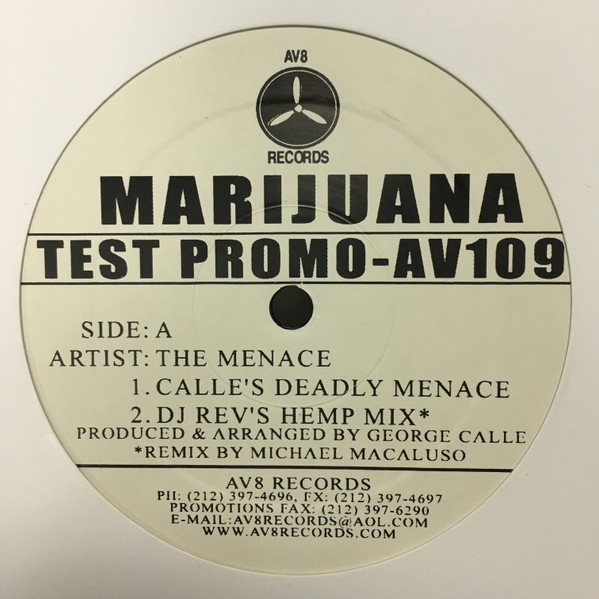 AV8
RECORDS
MARIJUANA
TEST PROMO-AV109
SIDE: A
ARTIST: THE MENACE
1. CALLE'S DEADLY MENACE
2. DJ REV'S HEMP MIX*
PRODUCED & ARRANGED BY GEORGE CALLE
*REMIX BY MICHAEL MACALUSO
AV8 RECORDS
PH: (212) 397-4696, FX: (212) 397-4697
PROMOTIONS FAX: (212) 397-6290
E-MAIL:AV8RECORDS@AOL.COM
WWW.AV8RECORDS.COM